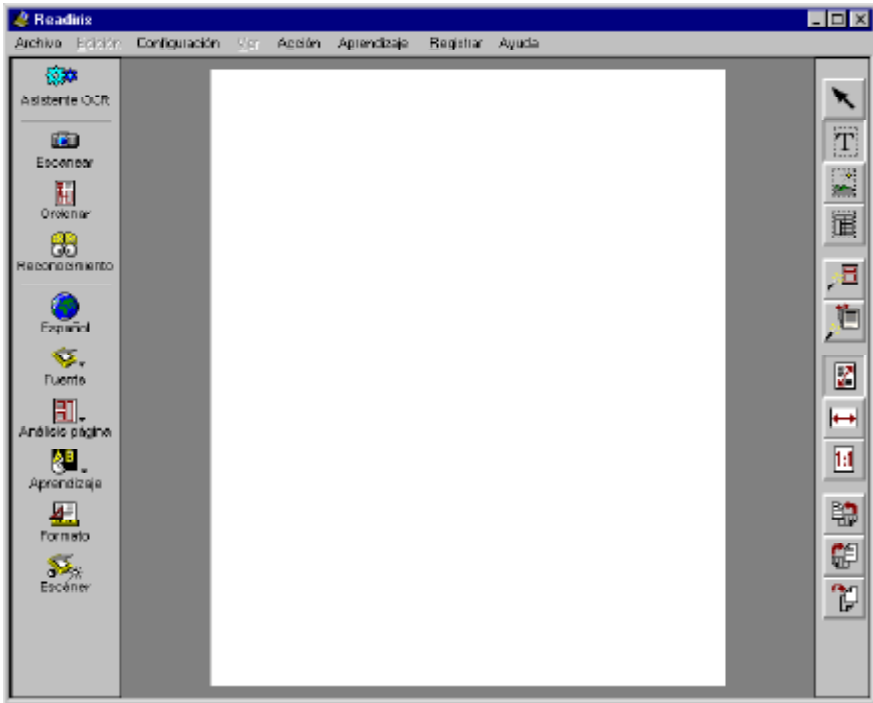 Readiris
Archivo Edición Configuración Ver Acción Aprendizaje Registrar Ayuda
Asistente OCR
Escanear
Ordenar
Reconocimiento
Español
Fuente
Análisis página
Aprendizaje
Formato
Escáner
T
1:1